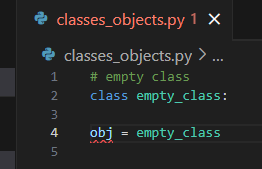 classes_objects.py 1 ×
classes_objects.py > ...
1 # empty class
2 class empty_class:
3
4 obj = empty_class
5